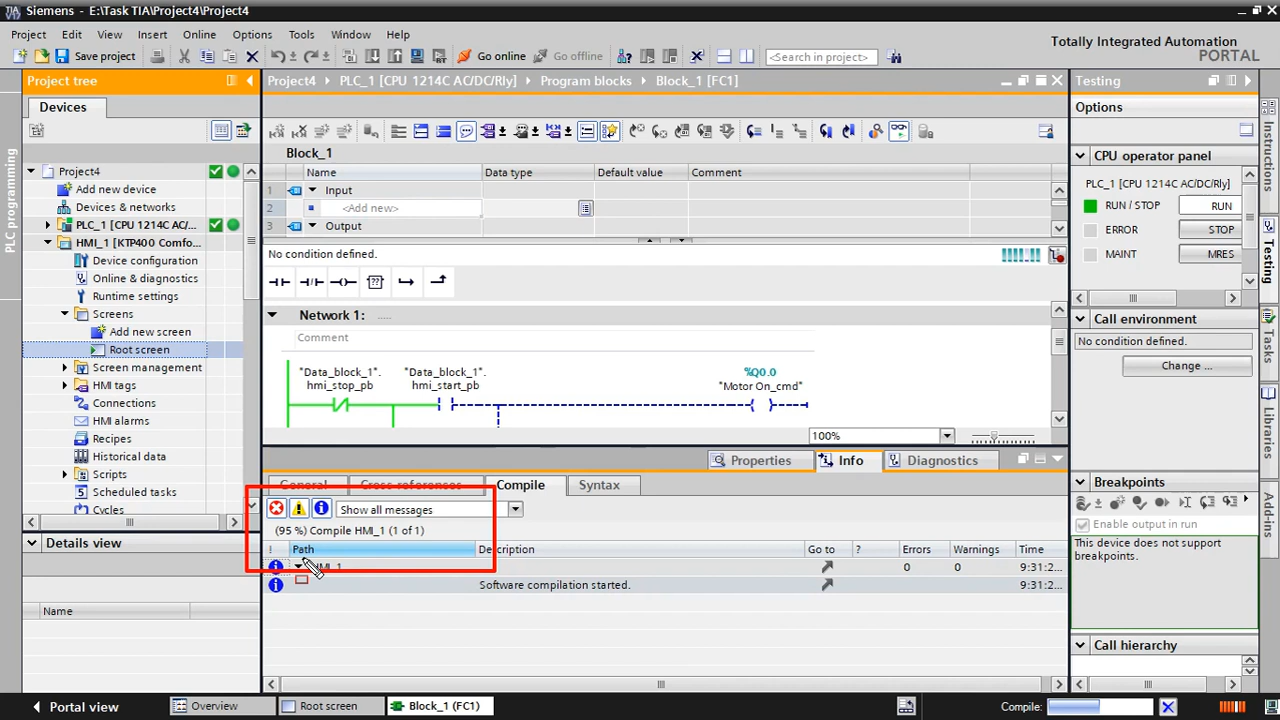 Siemens - E:\Task TIA\Project4\Project4
Project Edit View Insert Online Options Tools Window Help
Totally Integrated Automation
PORTAL
Save project
Go online
Go offline
<Search in project>
Project tree
Project4 PLC_1 [CPU 1214C AC/DC/Rly] Program blocks Block_1 [FC1]
Testing
Devices
Options
Block_1
Name Data type Default value Comment
1 Input
2 <Add new>
3 Output
No condition defined.
Network 1: .....
Comment
"Data_block_1".
hmi_stop_pb
"Data_block_1".
hmi_start_pb
%Q0.0
"Motor On_cmd"
100%
Project4
Add new device
Devices & networks
PLC_1 [CPU 1214C AC/...
HMI_1 [KTP400 Comfo...
Device configuration
Online & diagnostics
Runtime settings
Screens
Add new screen
Root screen
Screen management
HMI tags
Connections
HMI alarms
Recipes
Historical data
Scripts
Scheduled tasks
Cycles
Details view
Name
Properties Info Diagnostics
General Cross-references Compile Syntax
Show all messages
(95 %) Compile HMI_1 (1 of 1)
! Path Description Go to ? Errors Warnings Time
HMI_1 0 0 9:31:2...
Software compilation started. 9:31:2...
CPU operator panel
PLC_1 [CPU 1214C AC/DC/Rly]
RUN / STOP RUN
ERROR STOP
MAINT MRES
Call environment
No condition defined.
Change ...
Breakpoints
Enable output in run
This device does not support
breakpoints.
Call hierarchy
PLC programming
Instructions
Testing
Tasks
Libraries
Add-ins
Portal view
Overview
Root screen
Block_1 (FC1)
Compile: